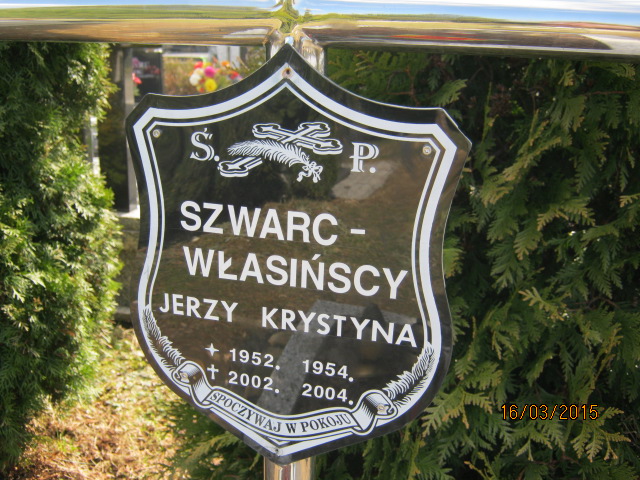 Ś. P.
SZWARC -
WŁASIŃSCY
JERZY KRYSTYNA
1952. 1954.
✝ 2002. 2004.
SPOCZYWAJ W POKOJU
16/03/2015